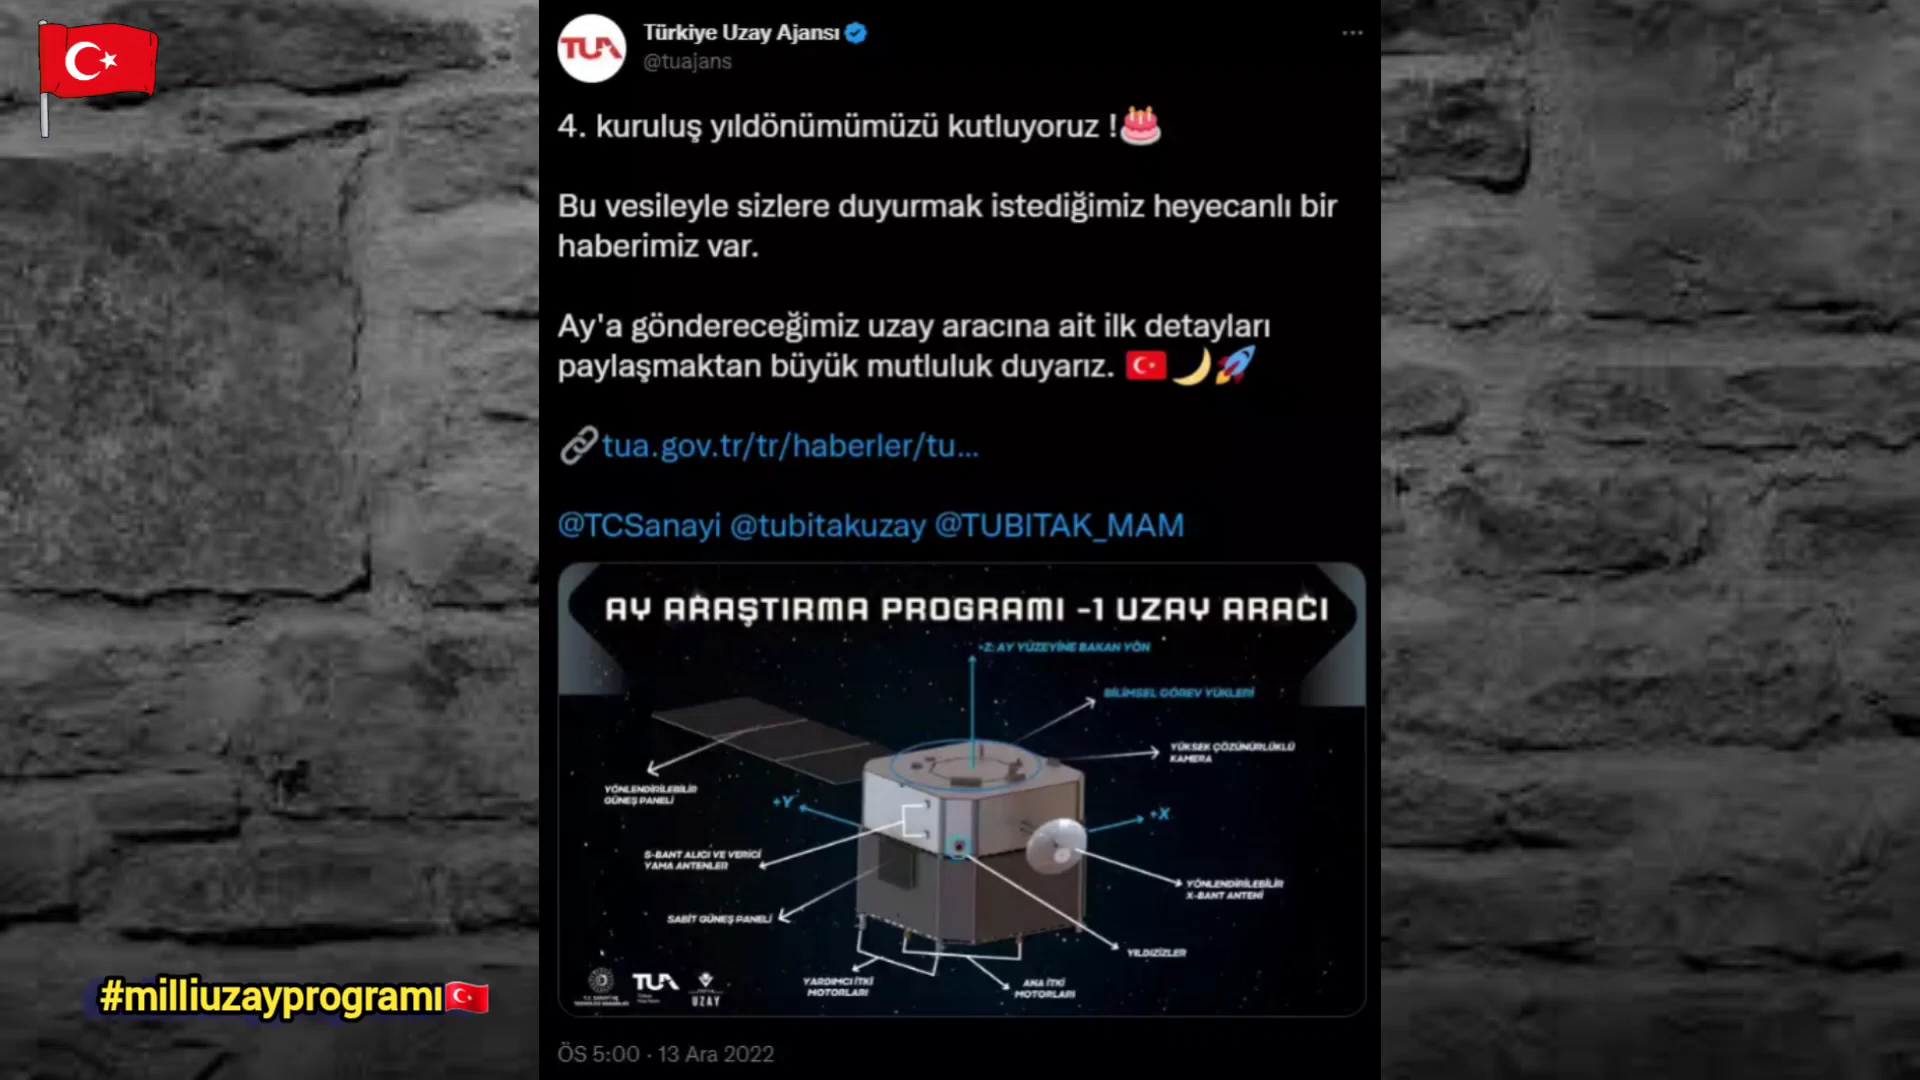 TUA
Türkiye Uzay Ajansı
@tuajans
4. kuruluş yıldönümümüzü kutluyoruz !
Bu vesileyle sizlere duyurmak istediğimiz heyecanlı bir
haberimiz var.
Ay'a göndereceğimiz uzay aracına ait ilk detayları
paylaşmaktan büyük mutluluk duyarız.
tua.gov.tr/tr/haberler/tu...
@TCSanayi @tubitakuzay @TUBITAK_MAM
AY ARAŞTIRMA PROGRAMI -1 UZAY ARACI
+Z: AY YÜZEYİNE BAKAN YÖN
BİLİMSEL GÖREV YÜKLERİ
YÜKSEK ÇÖZÜNÜRLÜKLÜ
KAMERA
YÖNLENDİRİLEBİLİR
GÜNEŞ PANELİ
+Y
+X
S-BANT ALICI VE VERİCİ
YAMA ANTENLER
YÖNLENDİRİLEBİLİR
X-BANT ANTENİ
SABİT GÜNEŞ PANELİ
YILDIZİZLER
YARDIMCI İTKİ
MOTORLARI
ANA İTKİ
MOTORLARI
TUA
UZAY
#milliuzayprogramı
ÖS 5:00 · 13 Ara 2022